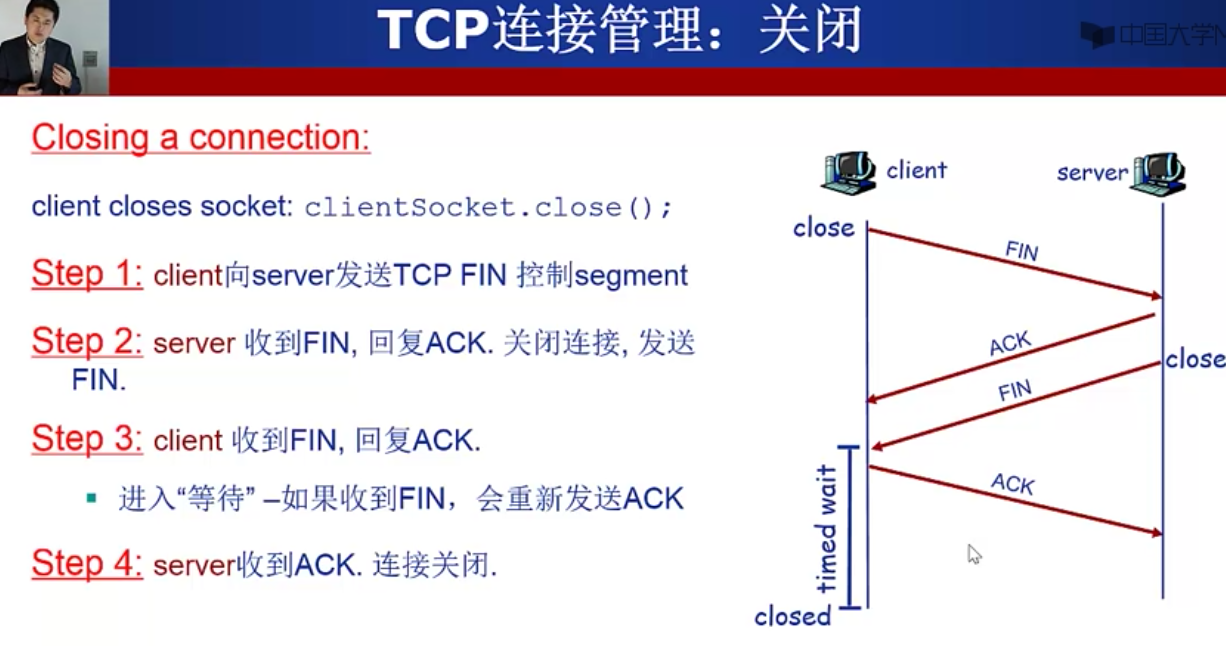 TCP连接管理：关闭
中国大学M
Closing a connection:
client closes socket: clientSocket.close();
Step 1: client向server发送TCP FIN 控制segment
Step 2: server 收到FIN, 回复ACK. 关闭连接, 发送
FIN.
Step 3: client 收到FIN, 回复ACK.
进入“等待” –如果收到FIN，会重新发送ACK
Step 4: server收到ACK. 连接关闭.
client
server
close
FIN
ACK
close
FIN
ACK
timed wait
closed